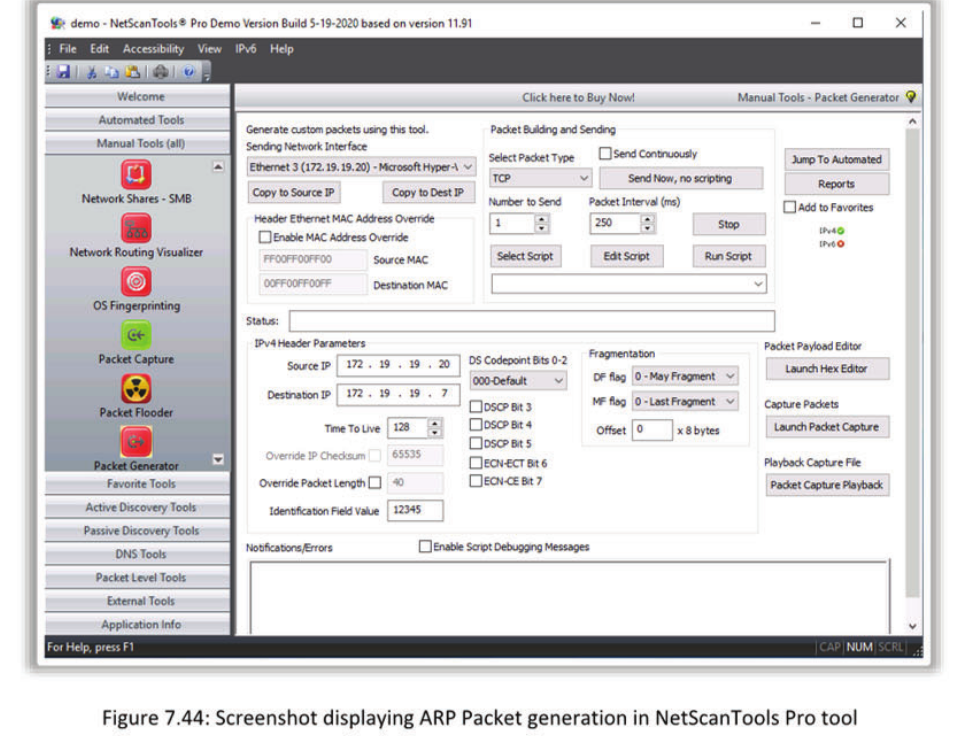 demo - NetScanTools® Pro Demo Version Build 5-19-2020 based on version 11.91
File Edit Accessibility View IPv6 Help
Welcome
Automated Tools
Manual Tools (all)
Network Shares - SMB
Network Routing Visualizer
OS Fingerprinting
Packet Capture
Packet Flooder
Packet Generator
Favorite Tools
Active Discovery Tools
Passive Discovery Tools
DNS Tools
Packet Level Tools
External Tools
Application Info
Click here to Buy Now!
Manual Tools - Packet Generator
Generate custom packets using this tool.
Sending Network Interface
Ethernet 3 (172.19.19.20) - Microsoft Hyper-\
Copy to Source IP
Copy to Dest IP
Header Ethernet MAC Address Override
Enable MAC Address Override
FF00FF00FF00 Source MAC
00FF00FF00FF Destination MAC
Packet Building and Sending
Select Packet Type
Send Continuously
TCP
Send Now, no scripting
Number to Send
Packet Interval (ms)
1
250
Stop
Select Script
Edit Script
Run Script
Jump To Automated
Reports
Add to Favorites
IPv4
IPv6
Status:
IPv4 Header Parameters
Source IP 172 . 19 . 19 . 20
Destination IP 172 . 19 . 19 . 7
Time To Live 128
Override IP Checksum 65535
Override Packet Length 40
Identification Field Value 12345
DS Codepoint Bits 0-2
000-Default
DSCP Bit 3
DSCP Bit 4
DSCP Bit 5
ECN-ECT Bit 6
ECN-CE Bit 7
Fragmentation
DF flag 0 - May Fragment
MF flag 0 - Last Fragment
Offset 0 x 8 bytes
Packet Payload Editor
Launch Hex Editor
Capture Packets
Launch Packet Capture
Playback Capture File
Packet Capture Playback
Notifications/Errors
Enable Script Debugging Messages
For Help, press F1
CAP NUM SCRL
Figure 7.44: Screenshot displaying ARP Packet generation in NetScanTools Pro tool